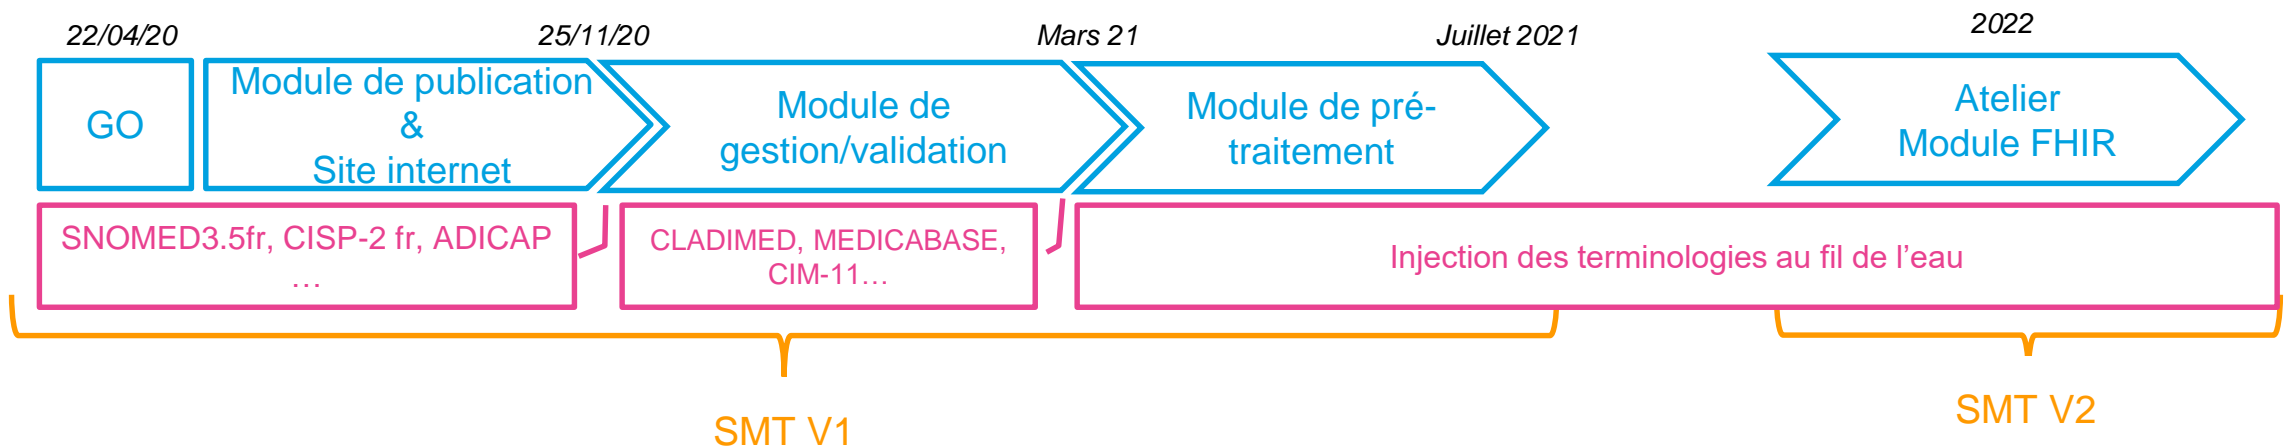 22/04/20
25/11/20
Mars 21
Juillet 2021
2022
GO
Module de publication
&
Site internet
Module de
gestion/validation
Module de pré-
traitement
Atelier
Module FHIR
SNOMED3.5fr, CISP-2 fr, ADICAP
…
CLADIMED, MEDICABASE,
CIM-11…
Injection des terminologies au fil de l’eau
SMT V1
SMT V2